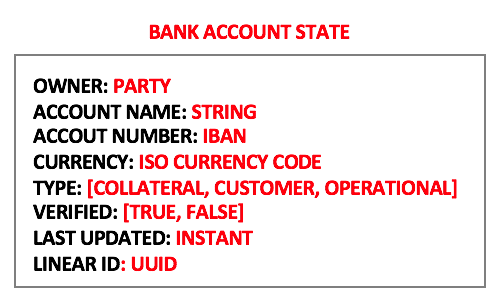 BANK ACCOUNT STATE
OWNER: PARTY
ACCOUNT NAME: STRING
ACCOUT NUMBER: IBAN
CURRENCY: ISO CURRENCY CODE
TYPE: [COLLATERAL, CUSTOMER, OPERATIONAL]
VERIFIED: [TRUE, FALSE]
LAST UPDATED: INSTANT
LINEAR ID: UUID